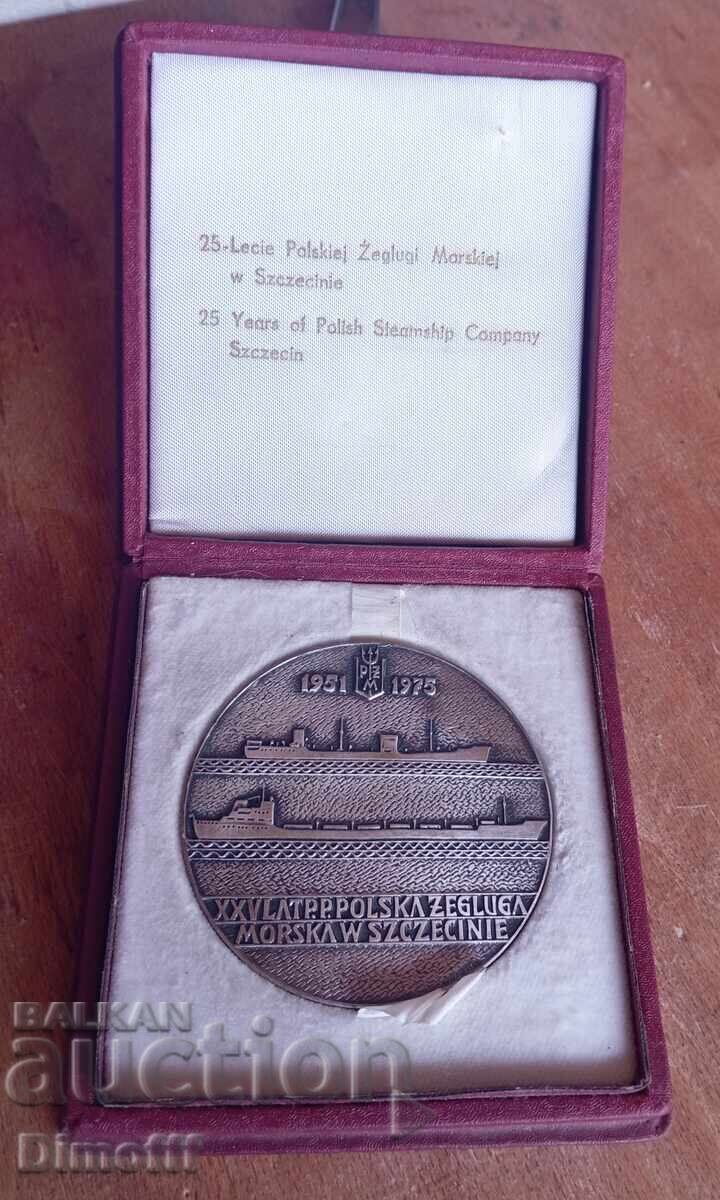 25-Lecie Polskiej Żeglugi Morskiej
w Szczecinie
25 Years of Polish Steamship Company
Szczecin
1951 PŻM 1975
XXV LAT P.P. POLSKA ŻEGLUGA
MORSKA W SZCZECINIE
BALKAN
auction
Dimofff